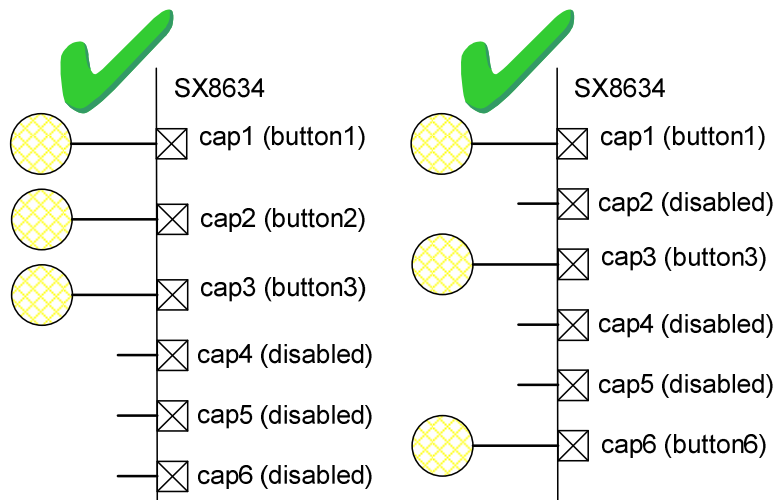 SX8634
cap1 (button1)
cap2 (button2)
cap3 (button3)
cap4 (disabled)
cap5 (disabled)
cap6 (disabled)
SX8634
cap1 (button1)
cap2 (disabled)
cap3 (button3)
cap4 (disabled)
cap5 (disabled)
cap6 (button6)